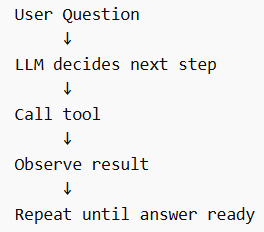 User Question
↓
LLM decides next step
↓
Call tool
↓
Observe result
↓
Repeat until answer ready